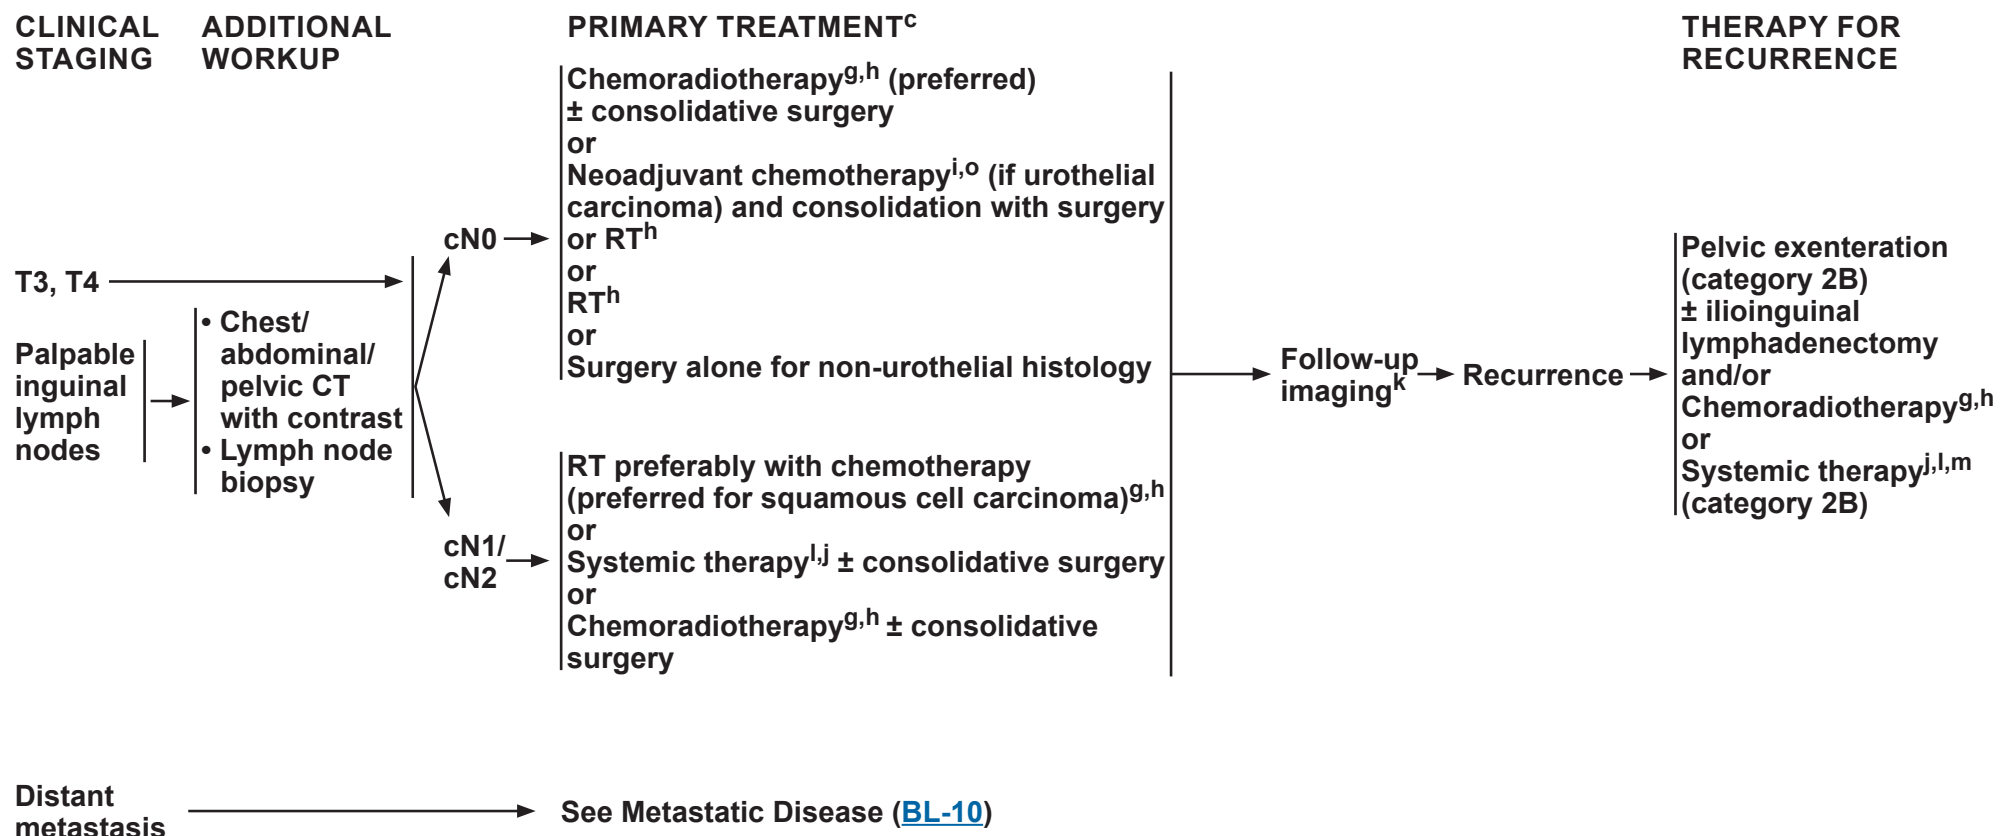 CLINICAL STAGING
ADDITIONAL WORKUP
PRIMARY TREATMENTc
THERAPY FOR RECURRENCE
T3, T4
Palpable
inguinal
lymph
nodes
• Chest/
abdominal/
pelvic CT
with contrast
• Lymph node
biopsy
cN0
Chemoradiotherapyg,h (preferred)
± consolidative surgery
or
Neoadjuvant chemotherapyi,o (if urothelial
carcinoma) and consolidation with surgery
or RTh
or
RTh
or
Surgery alone for non-urothelial histology
cN1/
cN2
RT preferably with chemotherapy
(preferred for squamous cell carcinoma)g,h
or
Systemic therapyl,j ± consolidative surgery
or
Chemoradiotherapyg,h ± consolidative
surgery
Follow-up
imagingk
Recurrence
Pelvic exenteration
(category 2B)
± ilioinguinal
lymphadenectomy
and/or
Chemoradiotherapyg,h
or
Systemic therapyj,l,m
(category 2B)
Distant
metastasis
See Metastatic Disease (BL-10)